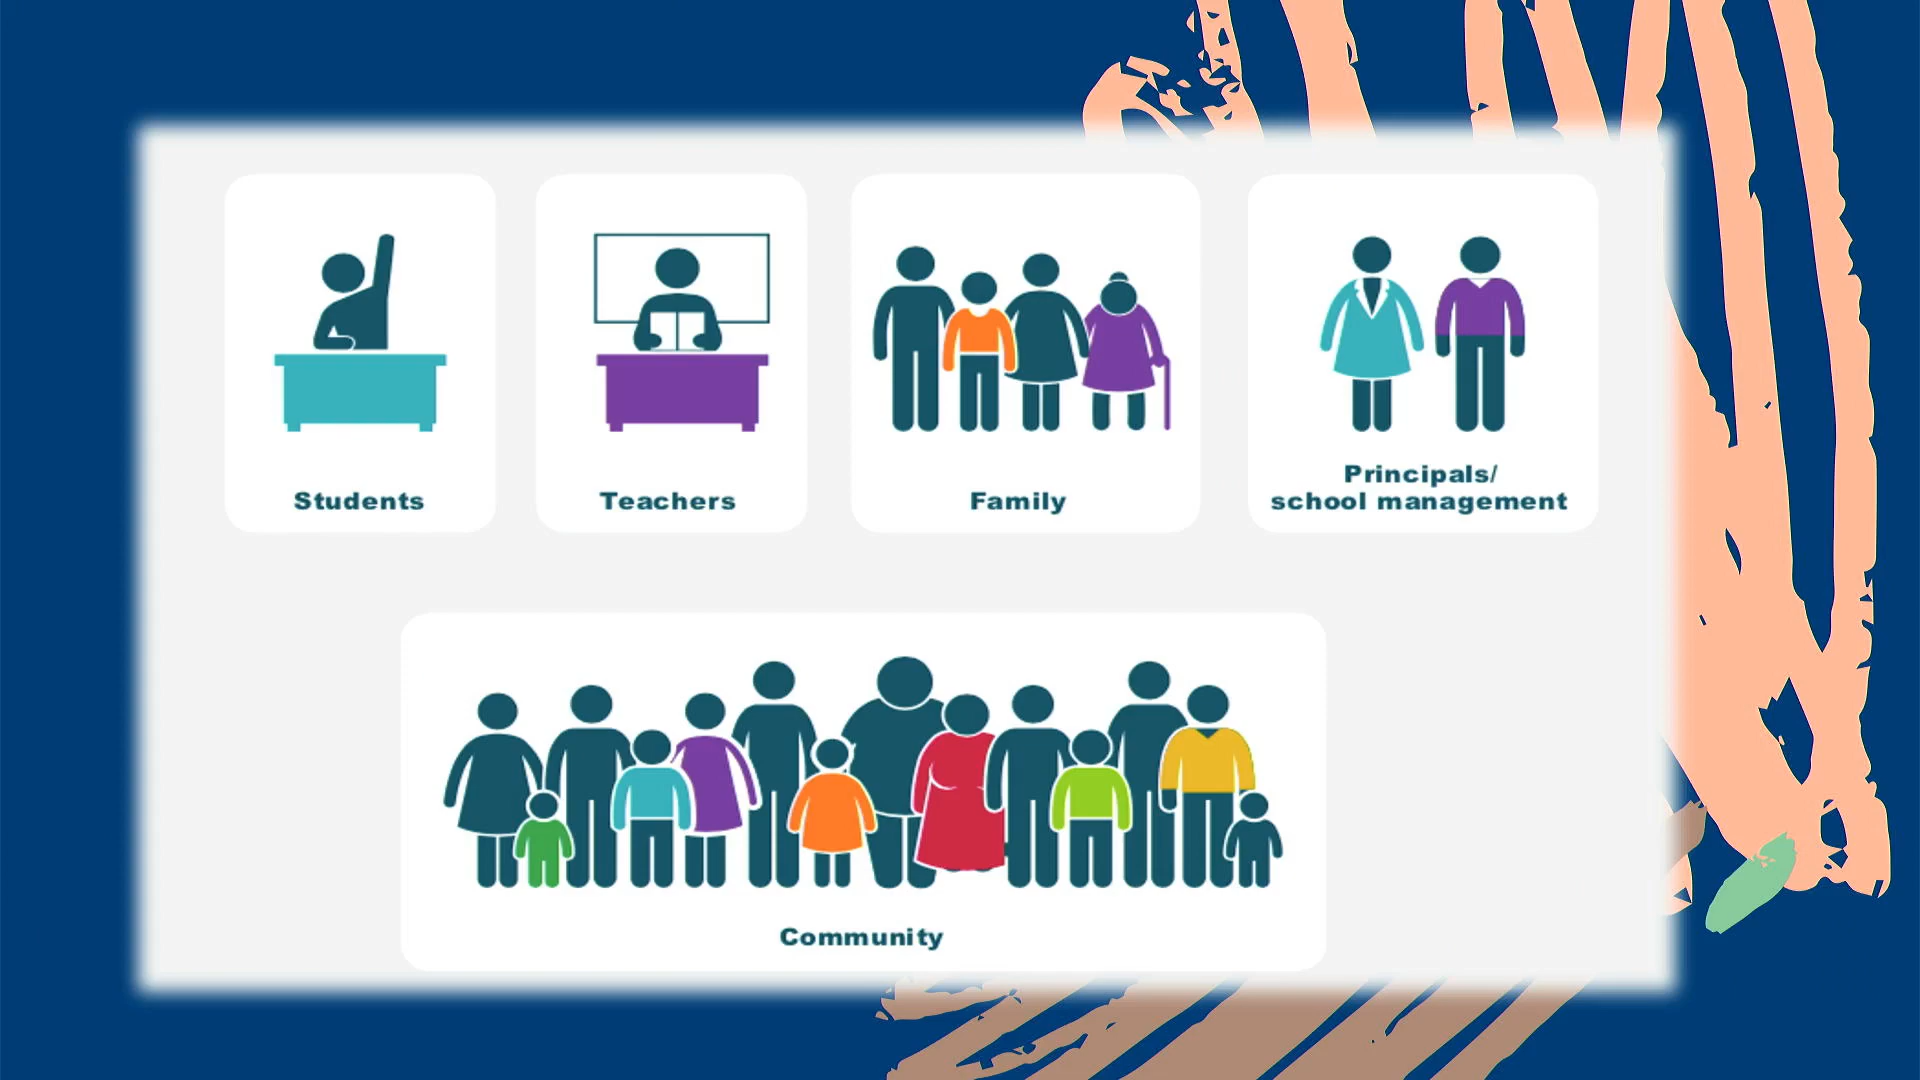 Students
Teachers
Family
Principals/
school management
Community